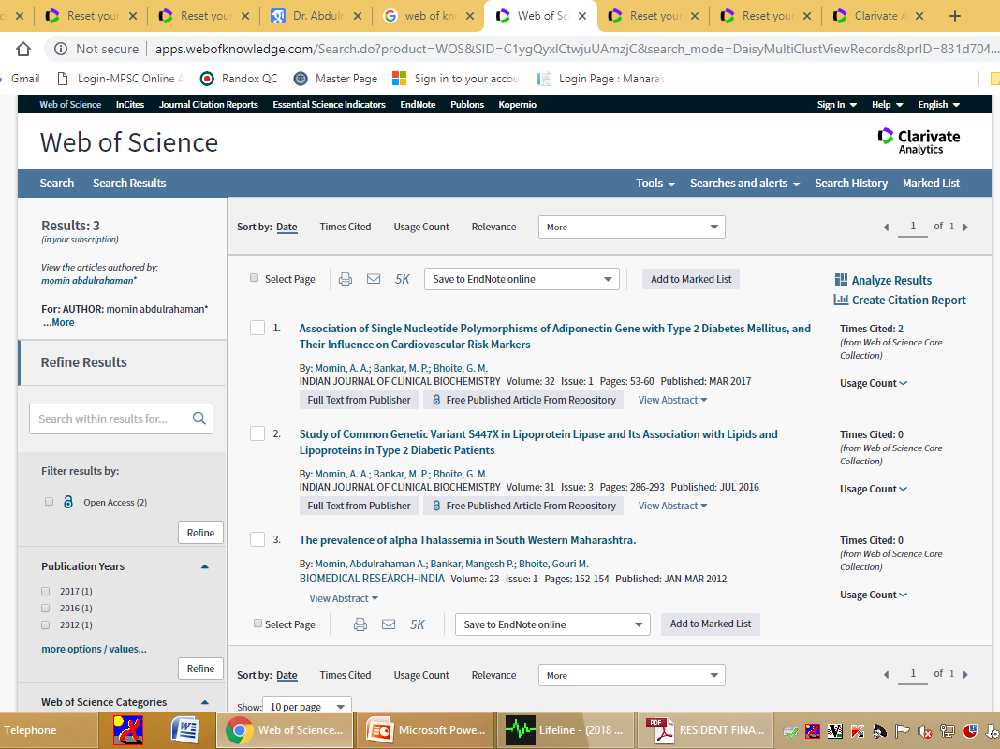 Reset your
Reset your
Dr. Abdulr
web of kn
Web of Sc
Reset your
Reset your
Clarivate A
Not secure
apps.webofknowledge.com/Search.do?product=WOS&SID=C1ygQyxlCtwjuUAmzjC&search_mode=DaisyMultiClustViewRecords&prID=831d704...
Gmail
Login-MPSC Online A
Randox QC
Master Page
Sign in to your accou
Login Page : Maharas
Web of Science InCites Journal Citation Reports Essential Science Indicators EndNote Publons Kopernio Sign In Help English
Web of Science
Clarivate
Analytics
Search Search Results Tools Searches and alerts Search History Marked List
Results: 3
(in your subscription)
View the articles authored by:
momin abdulrahaman*
For: AUTHOR: momin abdulrahaman*
...More
Refine Results
Search within results for...
Filter results by:
Open Access (2)
Refine
Publication Years
2017 (1)
2016 (1)
2012 (1)
more options / values...
Refine
Web of Science Categories
Sort by: Date Times Cited Usage Count Relevance More 1 of 1
Select Page 5K Save to EndNote online Add to Marked List
Analyze Results
Create Citation Report
1. Association of Single Nucleotide Polymorphisms of Adiponectin Gene with Type 2 Diabetes Mellitus, and
Their Influence on Cardiovascular Risk Markers
By: Momin, A. A.; Bankar, M. P.; Bhoite, G. M.
INDIAN JOURNAL OF CLINICAL BIOCHEMISTRY Volume: 32 Issue: 1 Pages: 53-60 Published: MAR 2017
Full Text from Publisher Free Published Article From Repository View Abstract
Times Cited: 2
(from Web of Science Core
Collection)
Usage Count
2. Study of Common Genetic Variant S447X in Lipoprotein Lipase and Its Association with Lipids and
Lipoproteins in Type 2 Diabetic Patients
By: Momin, A. A.; Bankar, M. P.; Bhoite, G. M.
INDIAN JOURNAL OF CLINICAL BIOCHEMISTRY Volume: 31 Issue: 3 Pages: 286-293 Published: JUL 2016
Full Text from Publisher Free Published Article From Repository View Abstract
Times Cited: 0
(from Web of Science Core
Collection)
Usage Count
3. The prevalence of alpha Thalassemia in South Western Maharashtra.
By: Momin, Abdulrahaman A.; Bankar, Mangesh P.; Bhoite, Gouri M.
BIOMEDICAL RESEARCH-INDIA Volume: 23 Issue: 1 Pages: 152-154 Published: JAN-MAR 2012
View Abstract
Times Cited: 0
(from Web of Science Core
Collection)
Usage Count
Select Page 5K Save to EndNote online Add to Marked List
Sort by: Date Times Cited Usage Count Relevance More 1 of 1
Show: 10 per page
Telephone
Web of Science...
Microsoft Powe...
Lifeline - (2018 ...
PDF
RESIDENT FINA...